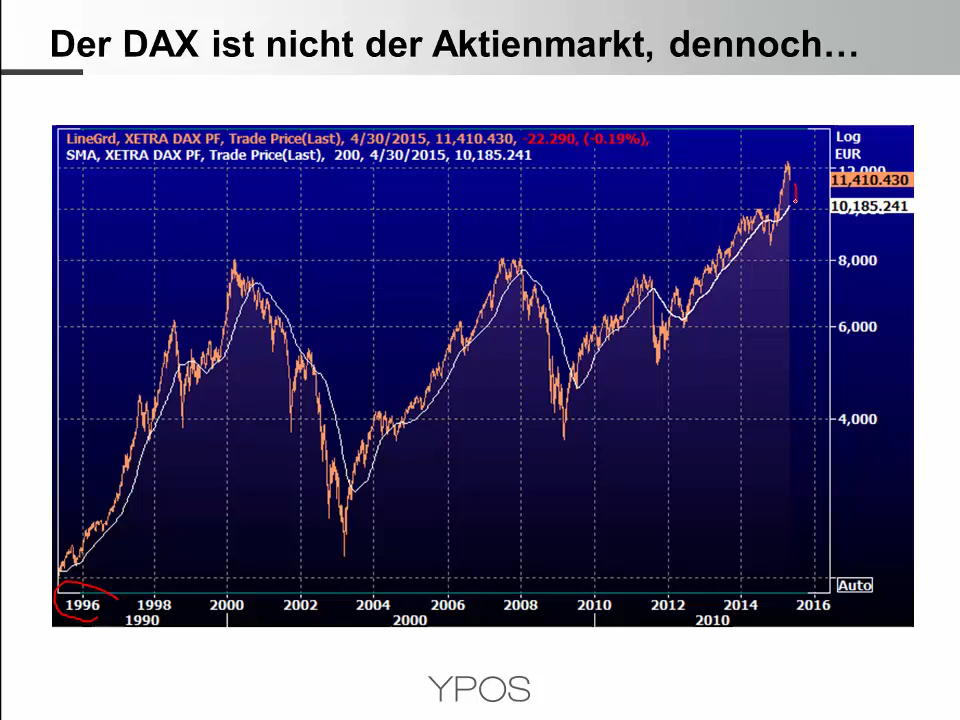 Der DAX ist nicht der Aktienmarkt, dennoch…
LineGrd, XETRA DAX PF, Trade Price(Last), 4/30/2015, 11,410.430, -22.290, (-0.19%),
SMA, XETRA DAX PF, Trade Price(Last), 200, 4/30/2015, 10,185.241
Log
EUR
12,000
11,410.430
10,185.241
8,000
6,000
4,000
Auto
1996 1998 2000 2002 2004 2006 2008 2010 2012 2014 2016
1990 2000 2010
YPOS